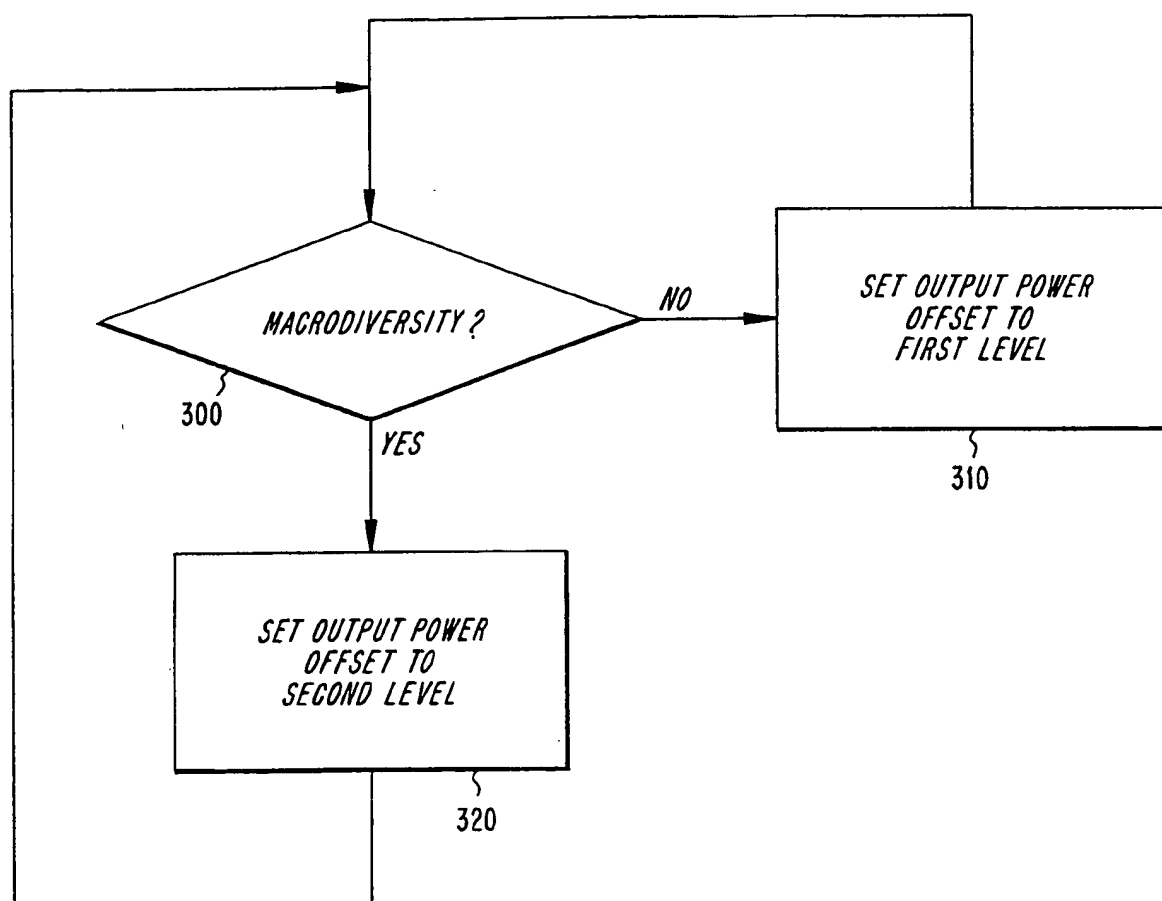 MACRODIVERSITY?
300
NO
SET OUTPUT POWER
OFFSET TO
FIRST LEVEL
310
YES
SET OUTPUT POWER
OFFSET TO
SECOND LEVEL
320